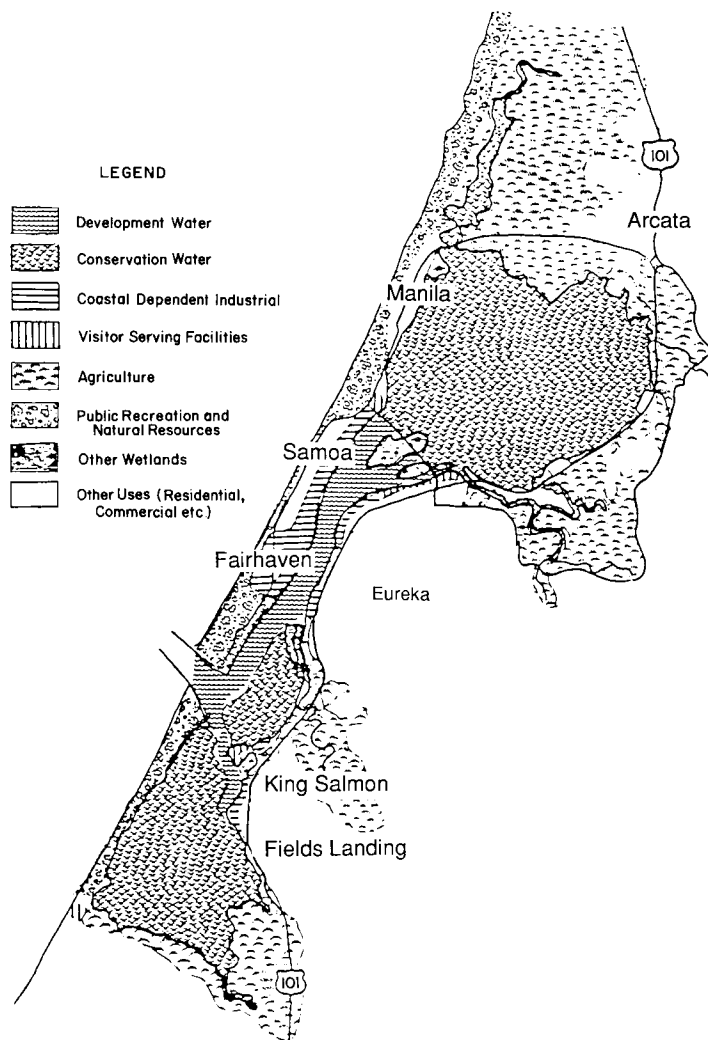 LEGEND
Development Water
Conservation Water
Coastal Dependent Industrial
Visitor Serving Facilities
Agriculture
Public Recreation and
Natural Resources
Other Wetlands
Other Uses (Residential,
Commercial etc.)
101
Arcata
Manila
Samoa
Fairhaven
Eureka
King Salmon
Fields Landing
101